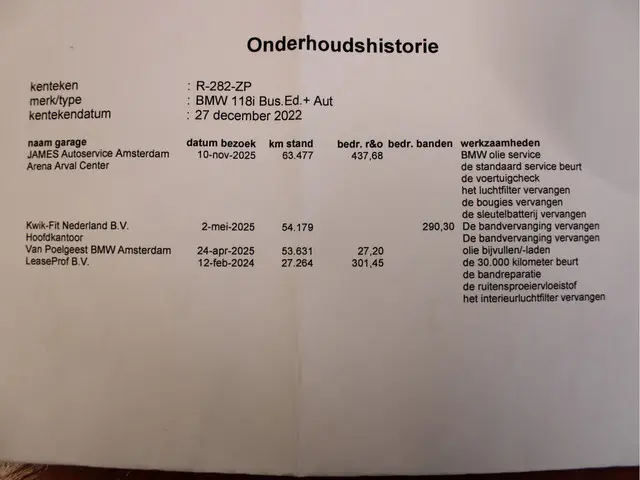 Onderhoudshistorie
kenteken : R-282-ZP
merk/type : BMW 118i Bus.Ed.+ Aut
kentekendatum : 27 december 2022
naam garage datum bezoek km stand bedr. r&o bedr. banden werkzaamheden
JAMES Autoservice Amsterdam 10-nov-2025 63.477 437,68 BMW olie service
Arena Arval Center de standaard service beurt
de voertuigcheck
het luchtfilter vervangen
de bougies vervangen
de sleutelbatterij vervangen
Kwik-Fit Nederland B.V. 2-mei-2025 54.179 290,30 De bandvervanging vervangen
Hoofdkantoor De bandvervanging vervangen
Van Poelgeest BMW Amsterdam 24-apr-2025 53.631 27,20 olie bijvullen/-laden
LeaseProf B.V. 12-feb-2024 27.264 301,45 de 30.000 kilometer beurt
de bandreparatie
de ruitensproeiervloeistof
het interieurluchtfilter vervangen